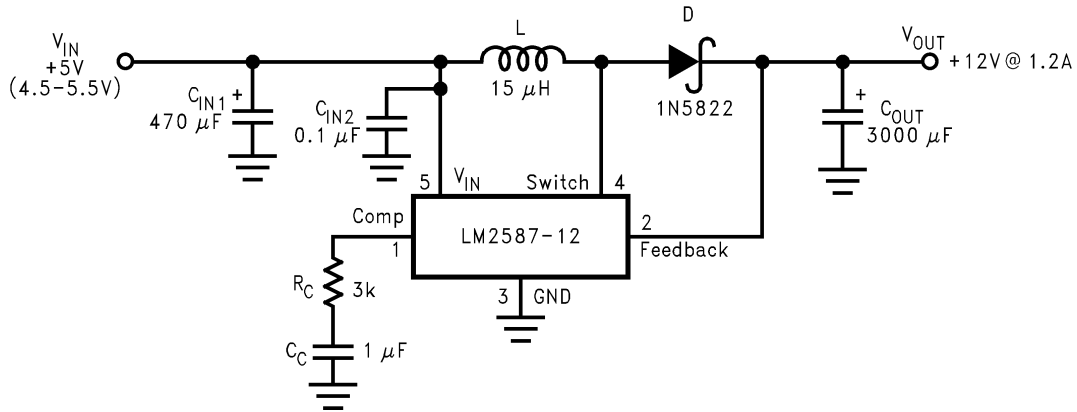 V_IN
+5V
(4.5-5.5V)
C_IN1 +
470 µF
C_IN2
0.1 µF
L
15 µH
D
1N5822
V_OUT
+12V@ 1.2A
+
C_OUT
3000 µF
5 V_IN
Switch 4
Comp
1
LM2587-12
2
Feedback
3 GND
R_C 3k
C_C 1 µF